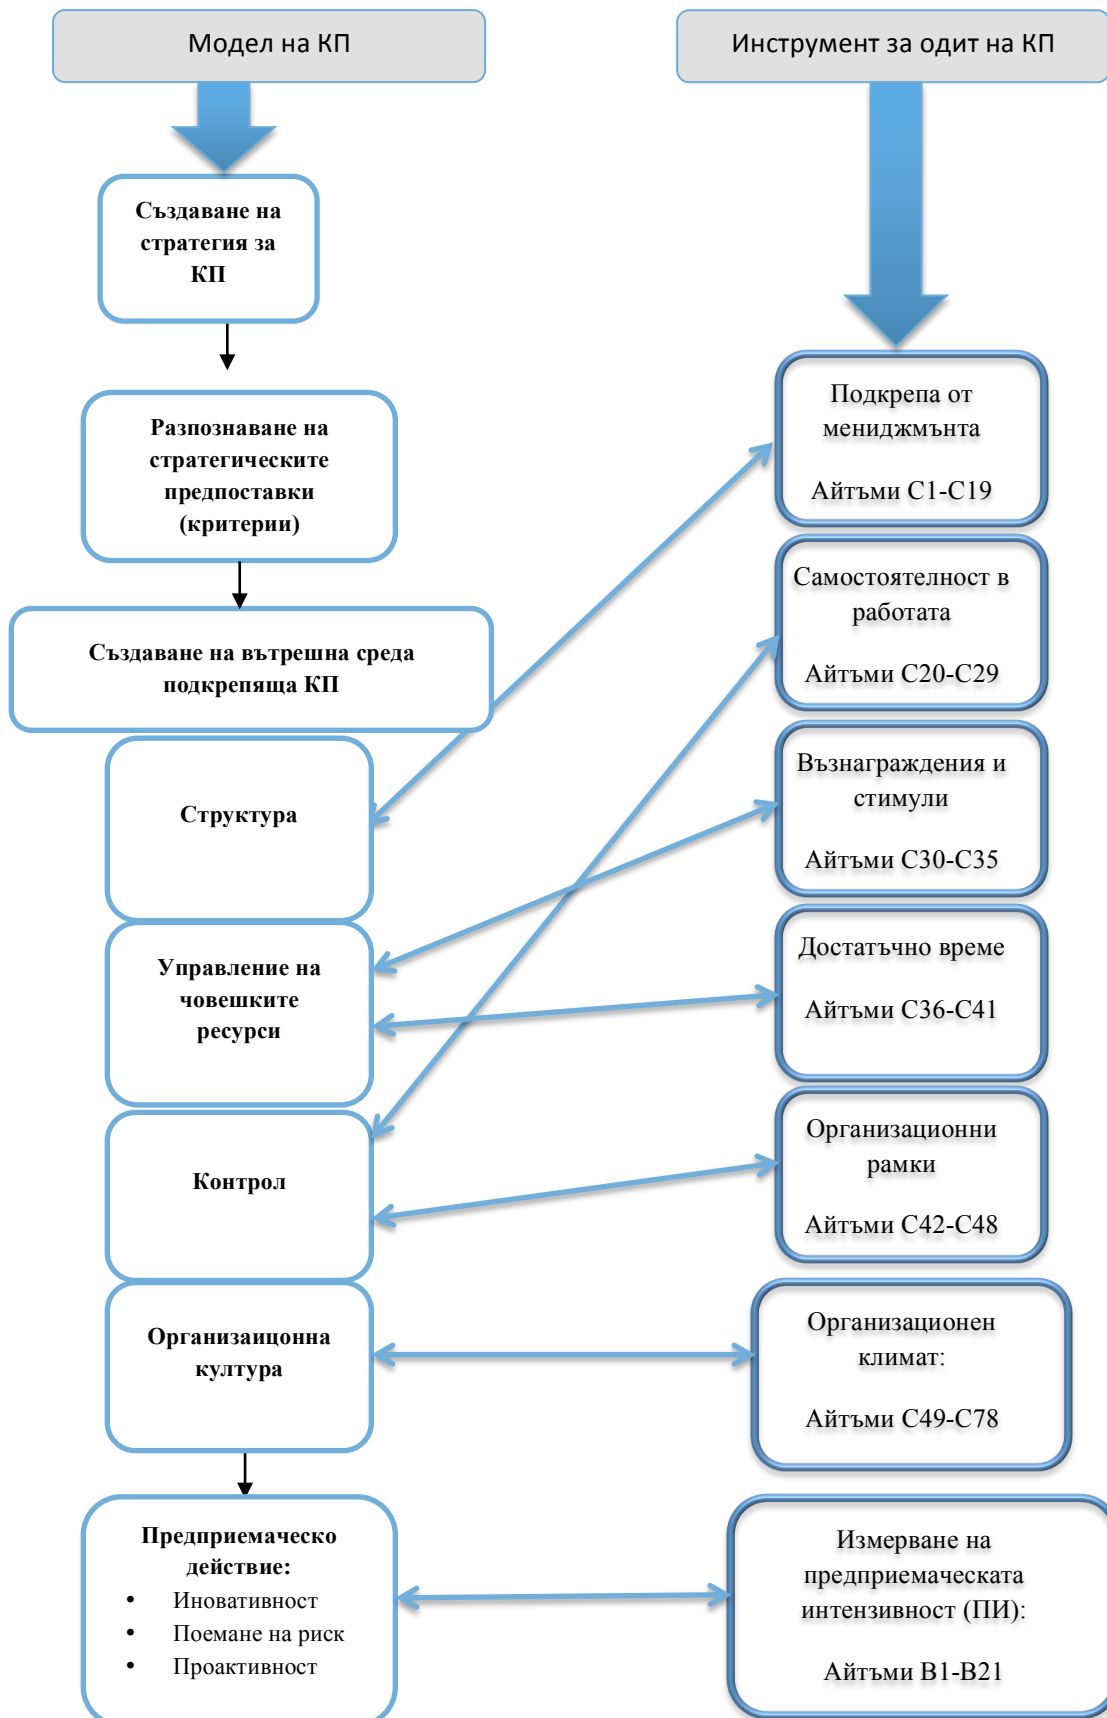 Модел на КП
Инструмент за одит на КП
Създаване на
стратегия за
КП
Разпознаване на
стратегическите
предпоставки
(критерии)
Създаване на вътрешна среда
подкрепяща КП
Структура
Управление на
човешките
ресурси
Контрол
Организаицонна
култура
Предприемаческо
действие:
• Иновативност
• Поемане на риск
• Проактивност
Подкрепа от
мениджмънта
Айтъми С1-С19
Самостоятелност в
работата
Айтъми С20-С29
Възнаграждения и
стимули
Айтъми С30-С35
Достатъчно време
Айтъми С36-С41
Организационни
рамки
Айтъми С42-С48
Организационен
климат:
Айтъми С49-С78
Измерване на
предприемаческата
интензивност (ПИ):
Айтъми В1-В21